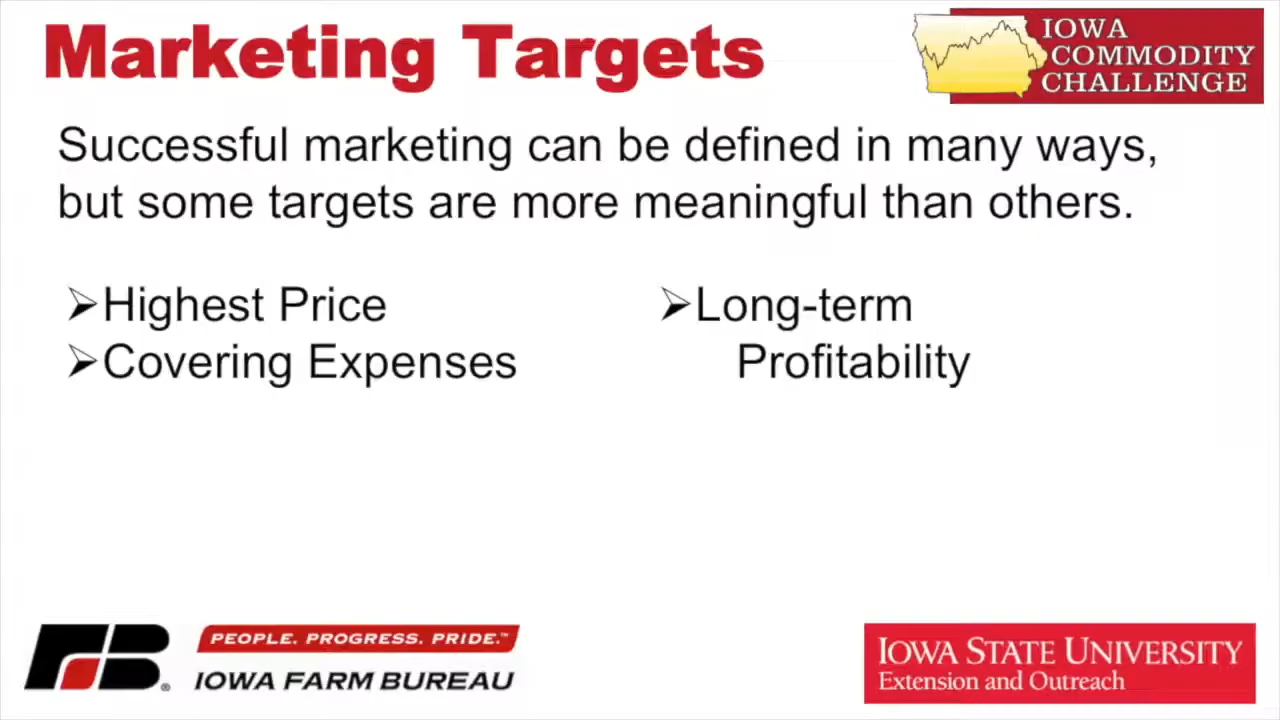 Marketing Targets
IOWA
COMMODITY
CHALLENGE
Successful marketing can be defined in many ways,
but some targets are more meaningful than others.
➢Highest Price
➢Covering Expenses
➢Long-term
Profitability
FB®
PEOPLE. PROGRESS. PRIDE.™
IOWA FARM BUREAU
IOWA STATE UNIVERSITY
Extension and Outreach